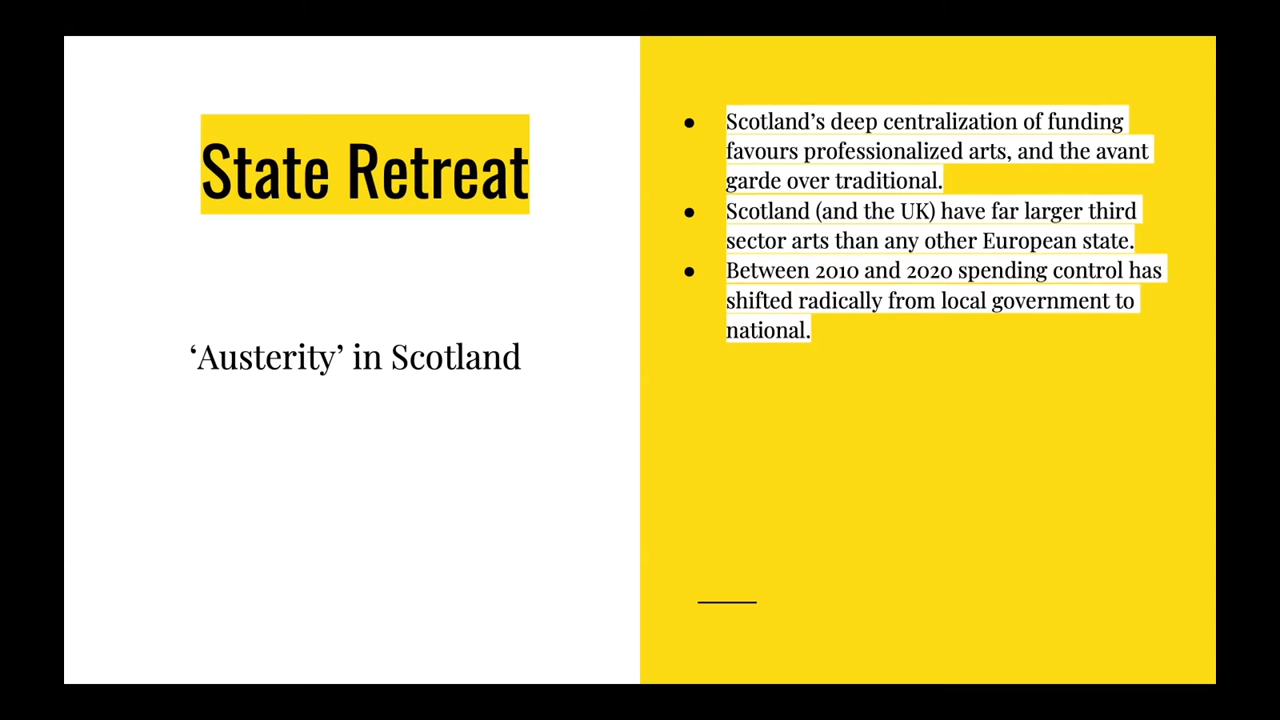 State Retreat
‘Austerity’ in Scotland
● Scotland’s deep centralization of funding
favours professionalized arts, and the avant
garde over traditional.
● Scotland (and the UK) have far larger third
sector arts than any other European state.
● Between 2010 and 2020 spending control has
shifted radically from local government to
national.